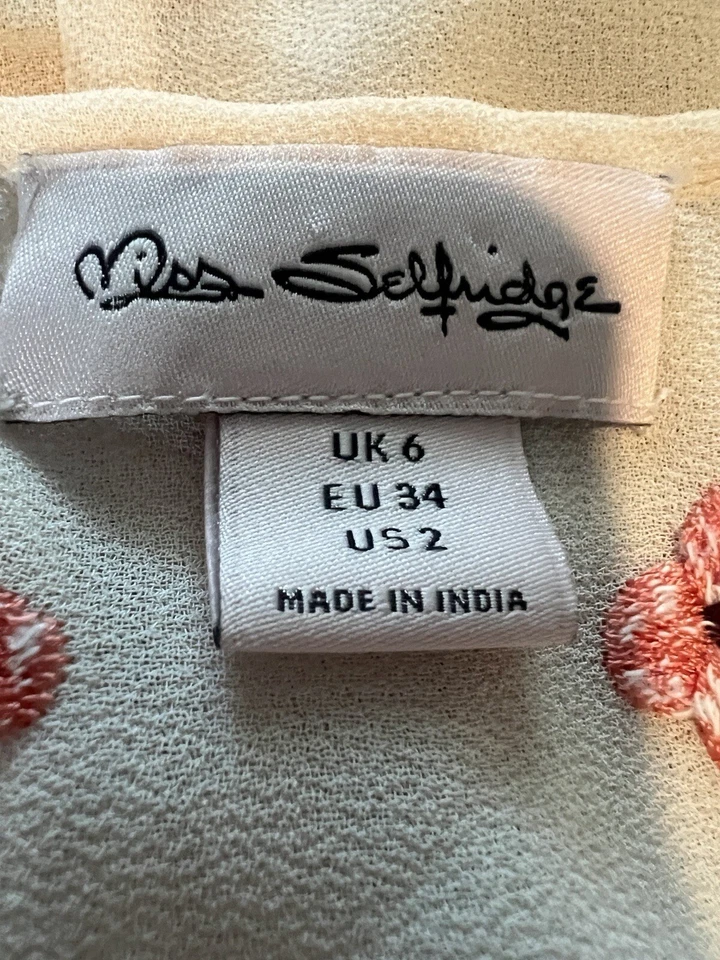 Miss Selfridge
UK 6
EU 34
US 2
MADE IN INDIA